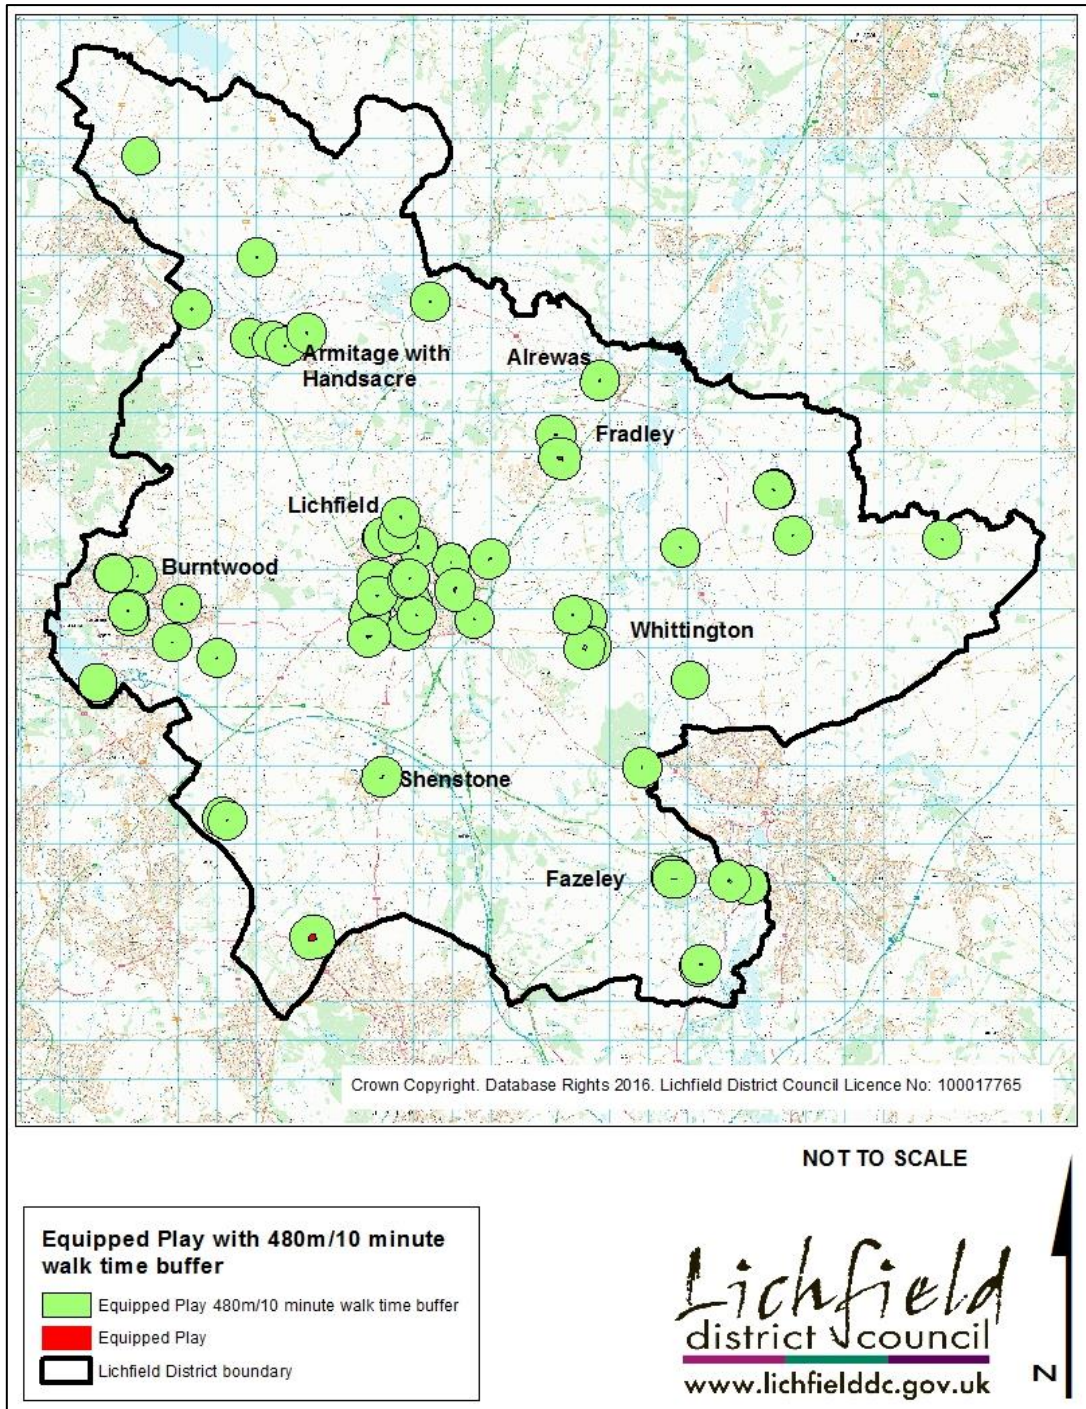 Armitage with
Handsacre
Alrewas
Fradley
Lichfield
Burntwood
Whittington
Shenstone
Fazeley
Crown Copyright. Database Rights 2016. Lichfield District Council Licence No: 100017765
NOT TO SCALE
Equipped Play with 480m/10 minute
walk time buffer
Equipped Play 480m/10 minute walk time buffer
Equipped Play
Lichfield District boundary
Lichfield
district council
www.lichfielddc.gov.uk
N